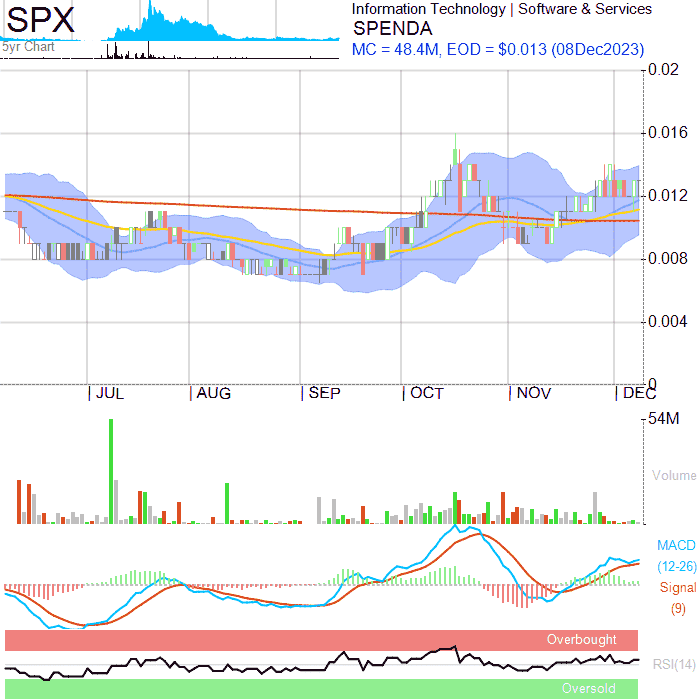 SPX
5yr Chart
Information Technology | Software & Services
SPENDA
MC = 48.4M, EOD = $0.013 (08Dec2023)
0.02
0.016
0.012
0.008
0.004
0
JUL AUG SEP OCT NOV DEC
54M
Volume
MACD
(12-26)
Signal
(9)
Overbought
RSI(14)
Oversold